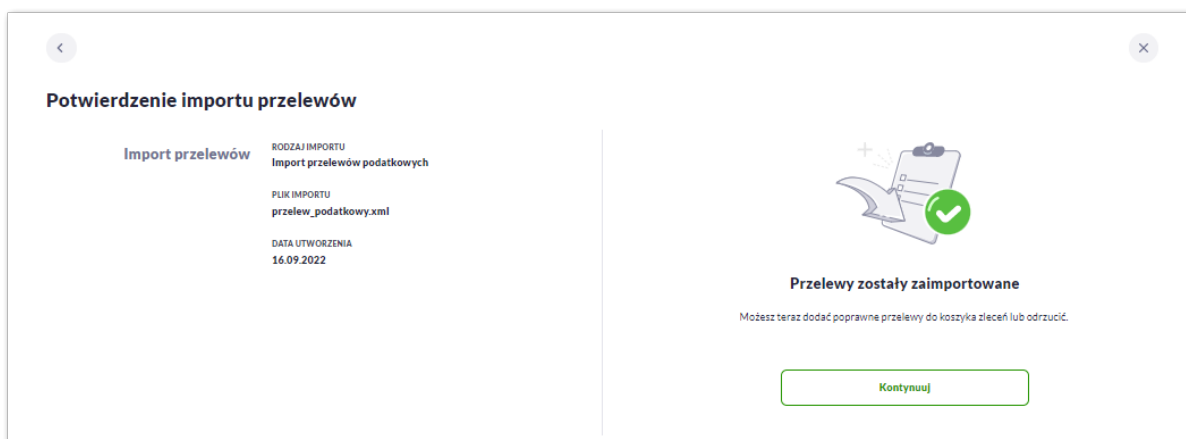 Potwierdzenie importu przelewów
Import przelewów
RODZAJ IMPORTU
Import przelewów podatkowych
PLIK IMPORTU
przelew_podatkowy.xml
DATA UTWORZENIA
16.09.2022
Przelewy zostały zaimportowane
Możesz teraz dodać poprawne przelewy do koszyka zleceń lub odrzucić.
Kontynuuj